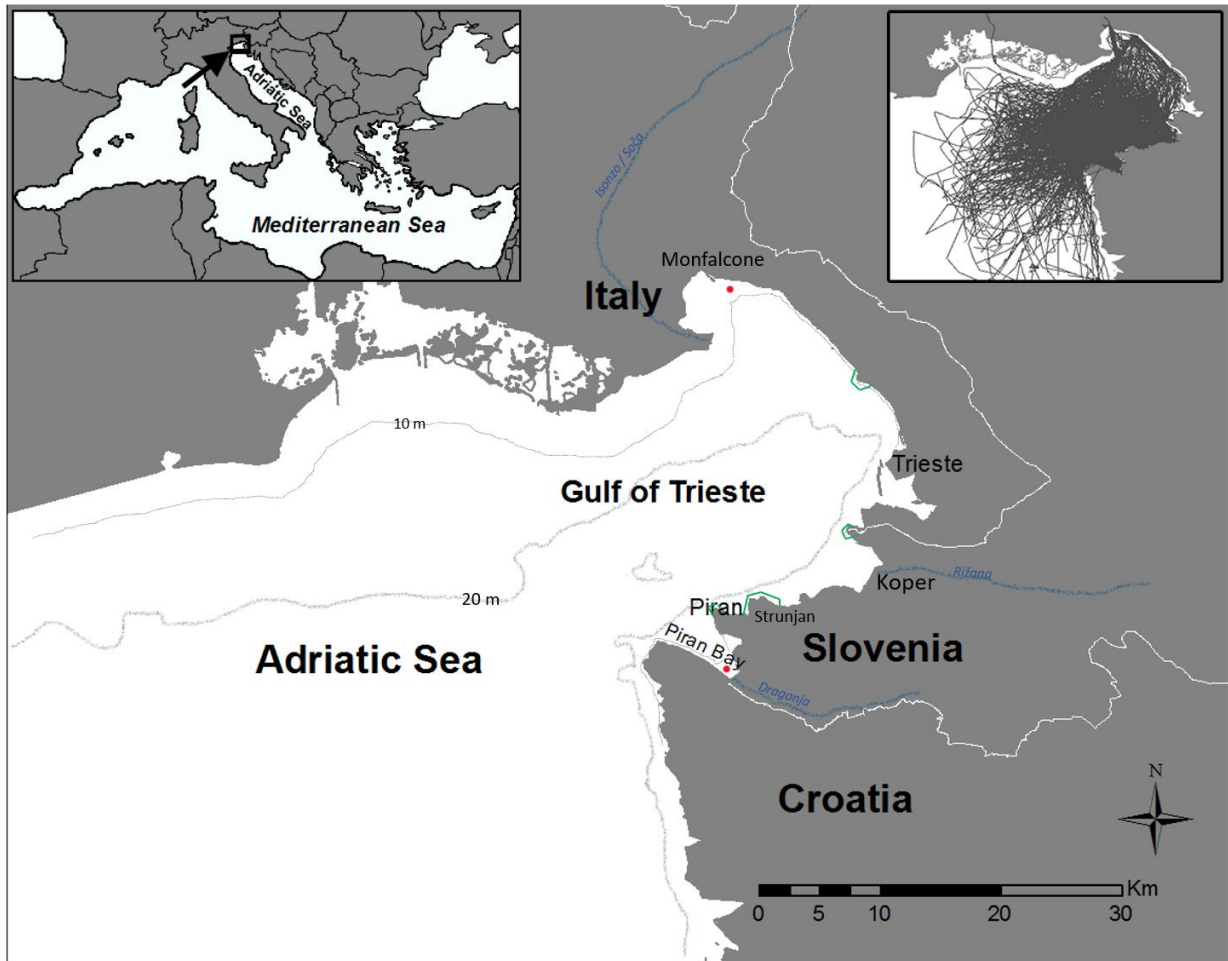 Adriatic Sea
Mediterranean Sea
Isonzo / Soča
Monfalcone
Italy
10 m
Trieste
Gulf of Trieste
Koper
Rižana
20 m
Piran
Strunjan
Piran Bay
Slovenia
Adriatic Sea
Dragonja
Croatia
N
Km
0 5 10 20 30